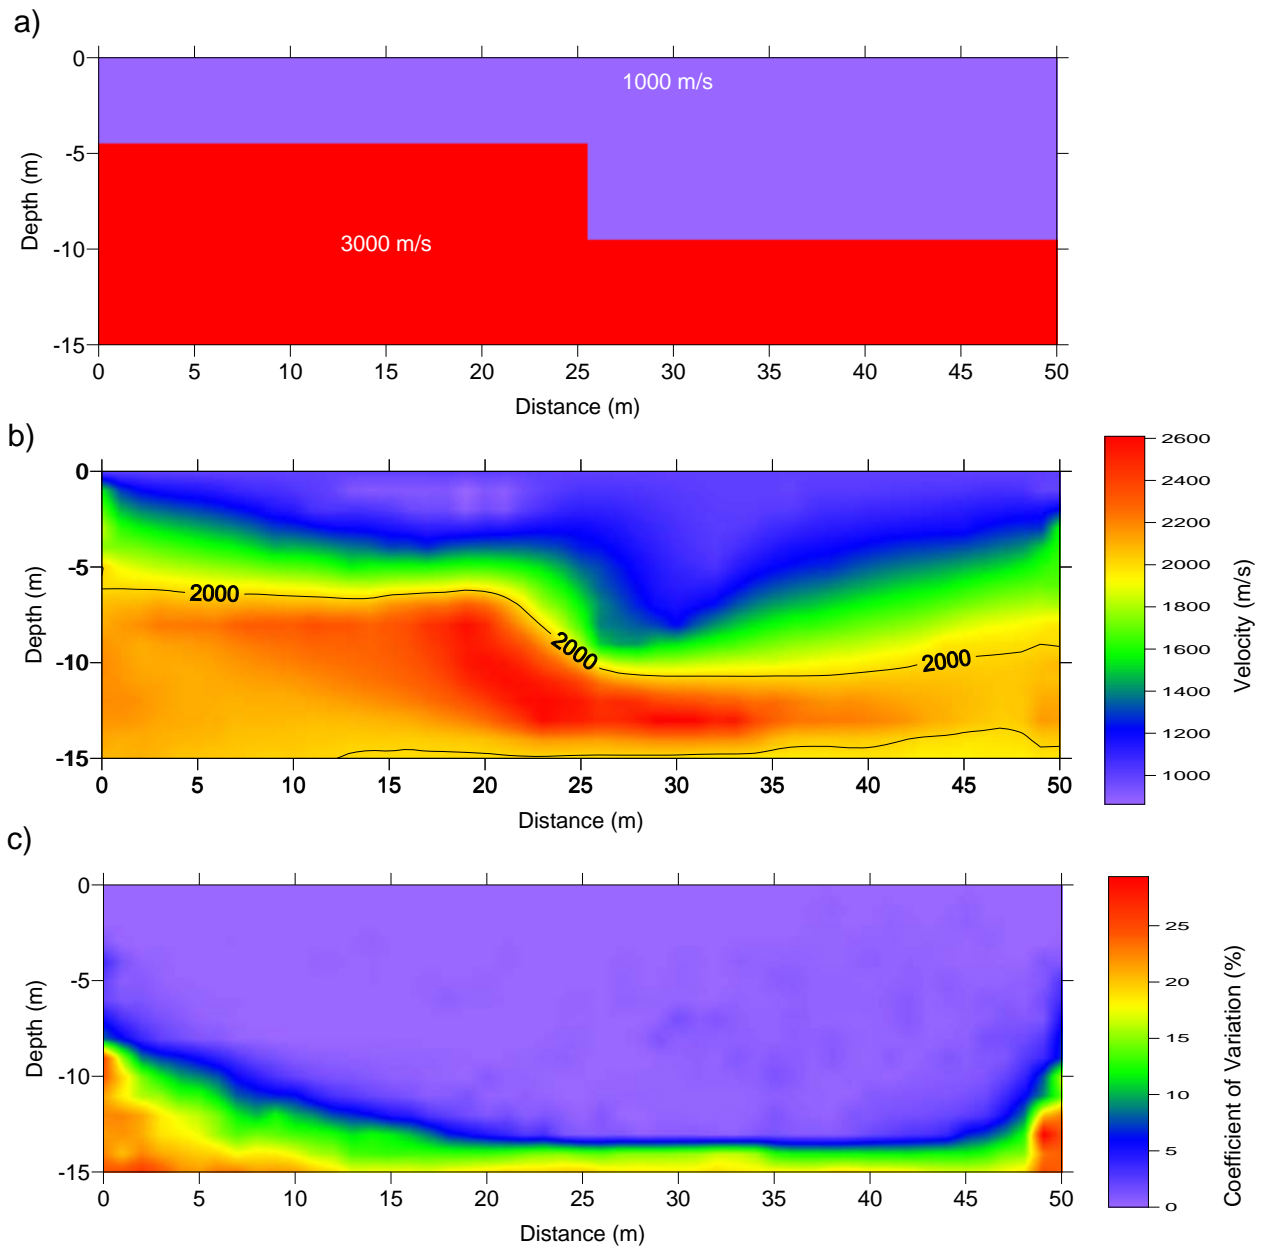 a)
0
-5
-10
-15
Depth (m)
1000 m/s
3000 m/s
0 5 10 15 20 25 30 35 40 45 50
Distance (m)
b)
0
-5
-10
-15
Depth (m)
2000
2000
2000
0 5 10 15 20 25 30 35 40 45 50
Distance (m)
2600
2400
2200
2000
1800
1600
1400
1200
1000
Velocity (m/s)
c)
0
-5
-10
-15
Depth (m)
0 5 10 15 20 25 30 35 40 45 50
Distance (m)
25
20
15
10
5
0
Coefficient of Variation (%)